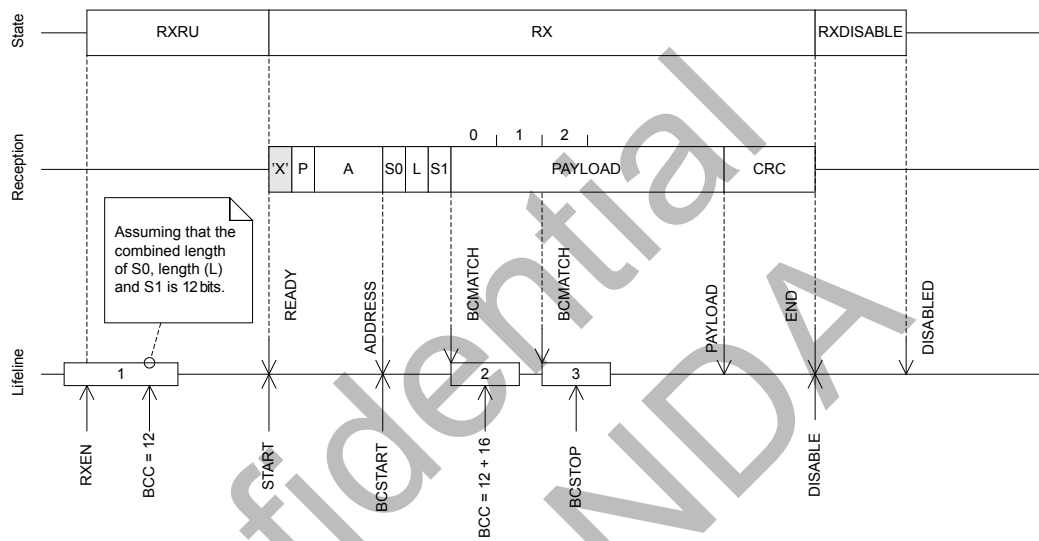 State
RXRU
RX
RXDISABLE
0 1 2
Reception
'X'
P
A
S0
L
S1
PAYLOAD
CRC
Assuming that the
combined length
of S0, length (L)
and S1 is 12 bits.
READY
ADDRESS
BCMATCH
BCMATCH
PAYLOAD
END
DISABLED
Lifeline
1
2
3
RXEN
BCC = 12
START
BCSTART
BCC = 12 + 16
BCSTOP
DISABLE
nfidential
NDA